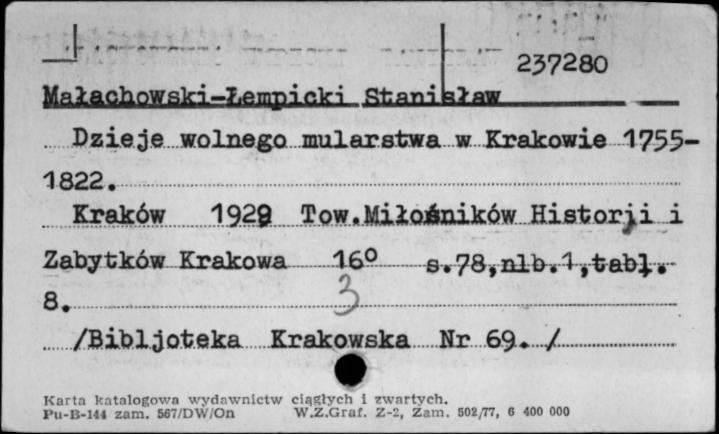 237280
Małachowski-Łempicki Stanisław
Dzieje wolnego mularstwa w Krakowie 1755-
1822.
Kraków 1929 Tow.Miłośników Historji i
Zabytków Krakowa 16° s.78,nlb.1,tabl.
8. 3
/Bibljoteka Krakowska Nr 69./
Karta katalogowa wydawnictw ciągłych i zwartych.
Pu-B-144 zam. 567/DW/On W.Z.Graf. Z-2, Zam. 502/77, 6 400 000